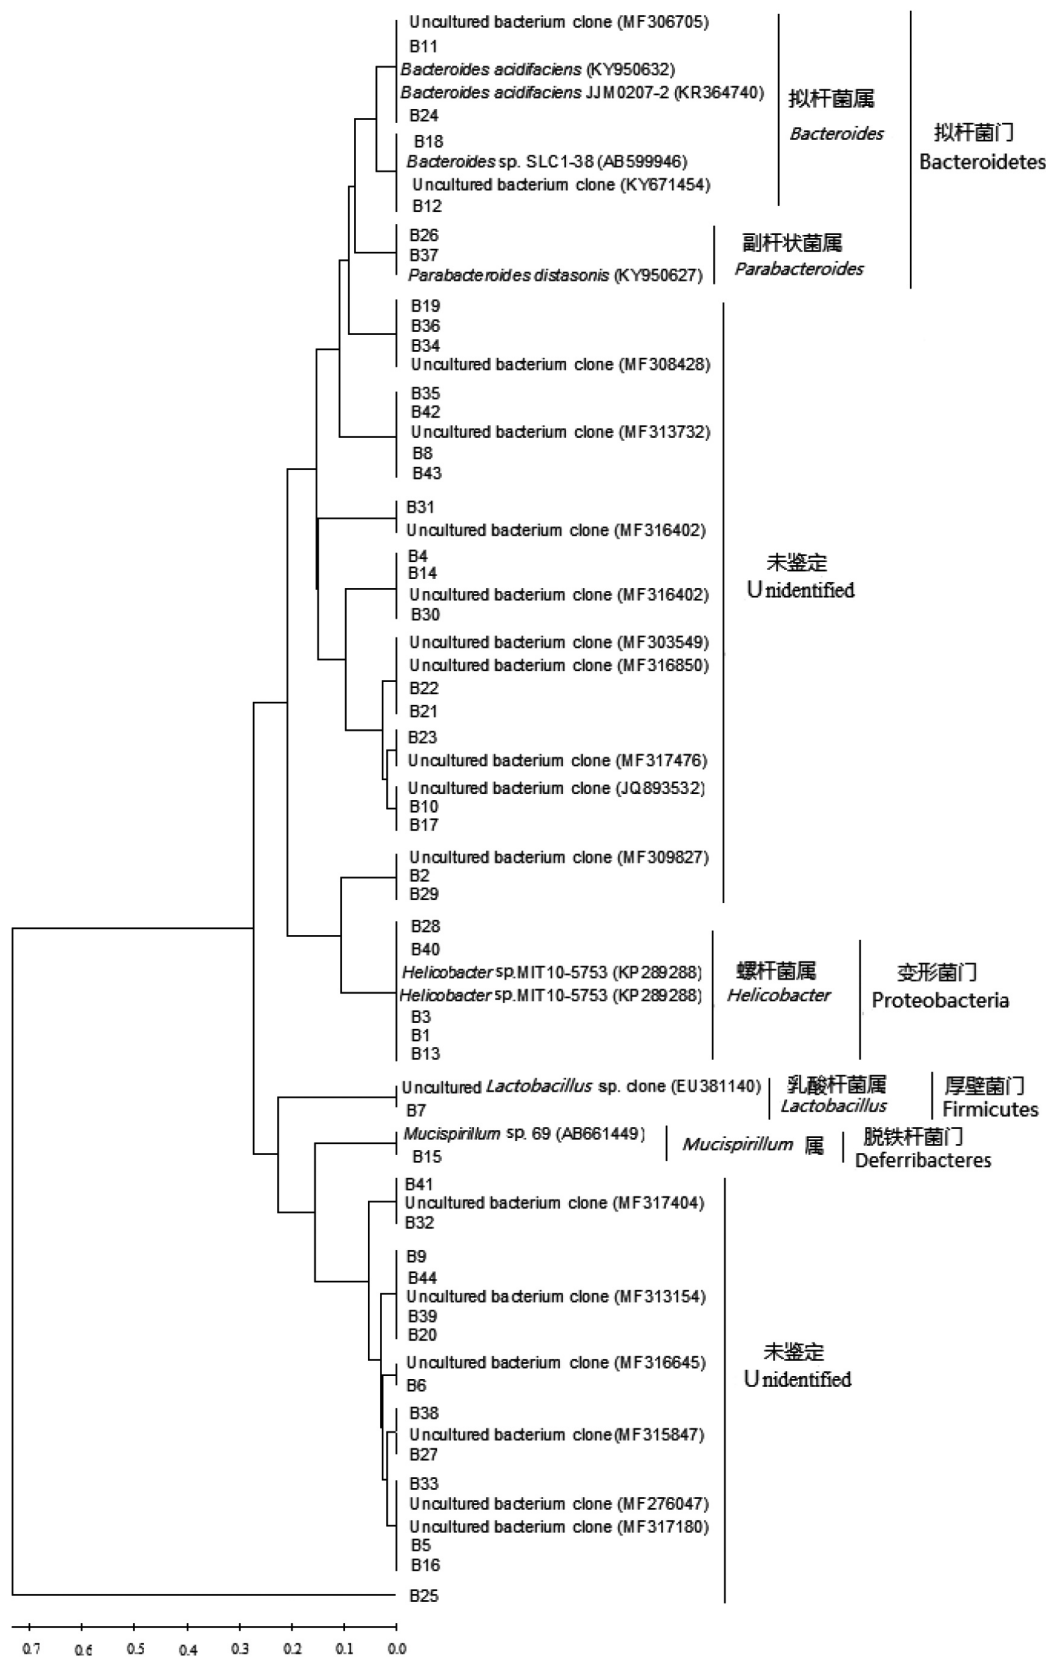 Uncultured bacterium clone (MF306705)
B11
Bacteroides acidifaciens (KY950632)
Bacteroides acidifaciens JJM0207-2 (KR364740)
B24
拟杆菌属
Bacteroides
拟杆菌门
Bacteroidetes
B18
Bacteroides sp. SLC1-38 (AB599946)
Uncultured bacterium clone (KY671454)
B12
B26
B37
Parabacteroides distasonis (KY950627)
副杆状菌属
Parabacteroides
B19
B36
B34
Uncultured bacterium clone (MF308428)
B35
B42
Uncultured bacterium clone (MF313732)
B8
B43
B31
Uncultured bacterium clone (MF316402)
B4
B14
Uncultured bacterium clone (MF316402)
B30
未鉴定
Unidentified
Uncultured bacterium clone (MF303549)
Uncultured bacterium clone (MF316850)
B22
B21
B23
Uncultured bacterium clone (MF317476)
Uncultured bacterium clone (JQ893532)
B10
B17
Uncultured bacterium clone (MF309827)
B2
B29
B28
B40
Helicobacter sp.MIT10-5753 (KP289288)
Helicobacter sp.MIT10-5753 (KP289288)
B3
B1
B13
螺杆菌属
Helicobacter
变形菌门
Proteobacteria
Uncultured Lactobacillus sp. clone (EU381140)
B7
乳酸杆菌属
Lactobacillus
厚壁菌门
Firmicutes
Mucispirillum sp. 69 (AB661449)
B15
Mucispirillum 属
脱铁杆菌门
Deferribacteres
B41
Uncultured bacterium clone (MF317404)
B32
B9
B44
Uncultured bacterium clone (MF313154)
B39
B20
Uncultured bacterium clone (MF316645)
B6
未鉴定
Unidentified
B38
Uncultured bacterium clone(MF315847)
B27
B33
Uncultured bacterium clone (MF276047)
Uncultured bacterium clone (MF317180)
B5
B16
B25
0.7 0.6 0.4 0.3 0.2 0.1 0.0